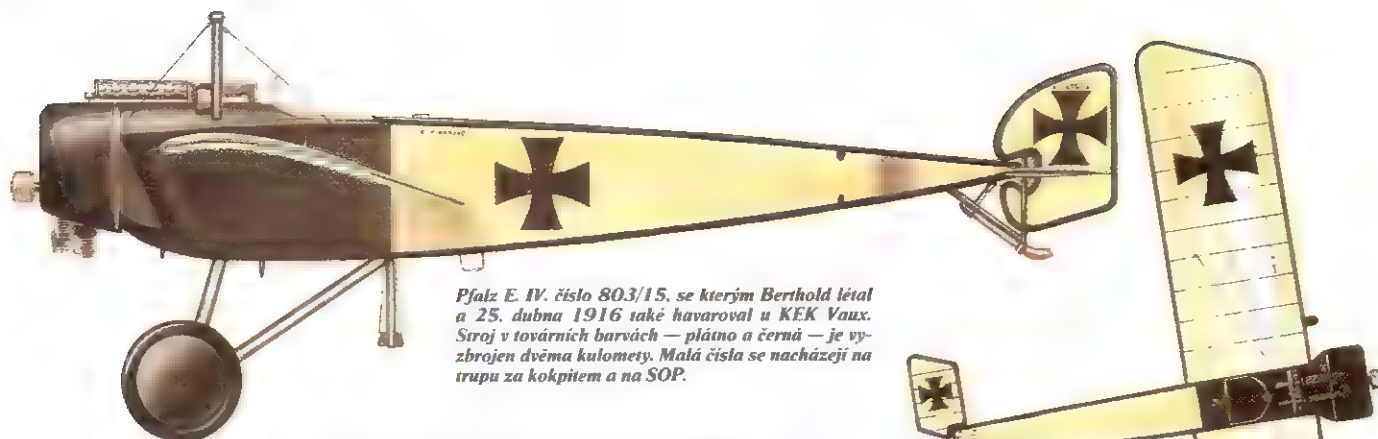 Pfalz E. IV. číslo 803/15, se kterým Berthold létal
a 25. dubna 1916 také havaroval u KEK Vaux.
Stroj v továrních barvách — plátno a černá — je vy-
zbrojen dvěma kulomety. Malá čísla se nacházejí na
trupu za kokpitem a na SOP.